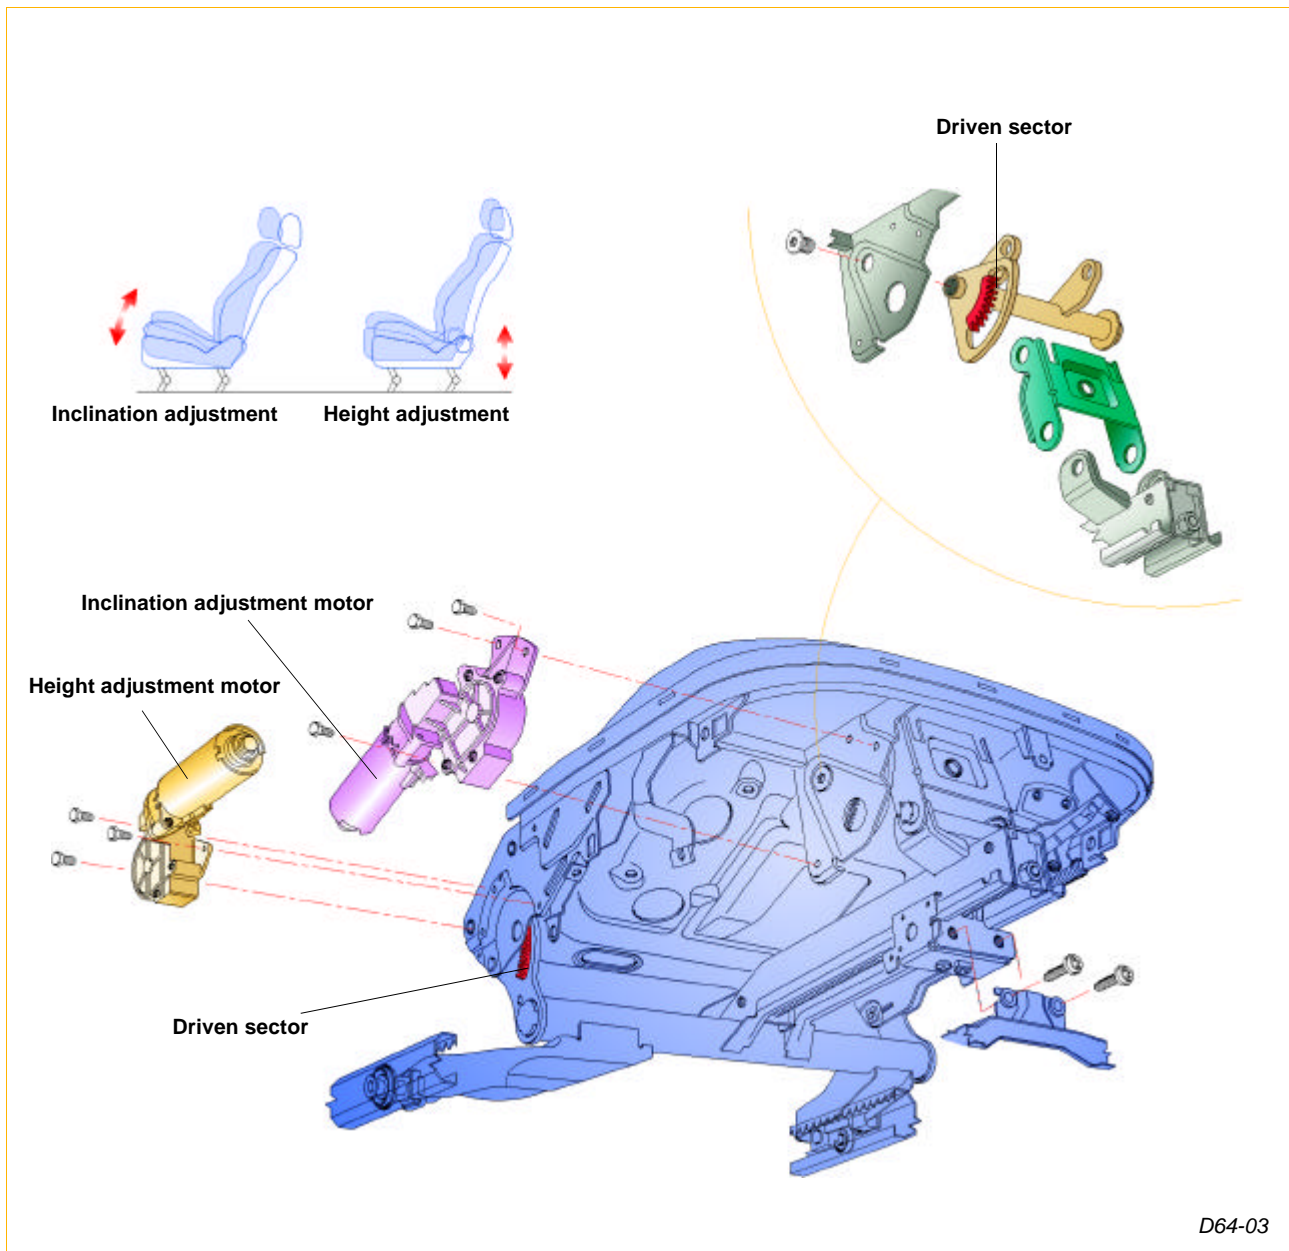 Driven sector
Inclination adjustment
Height adjustment
Inclination adjustment motor
Height adjustment motor
Driven sector
D64-03